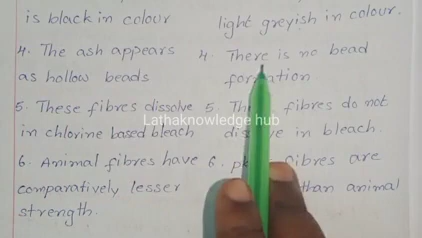 is black in colour
4. The ash appears
as hollow beads
5. These fibres dissolve
in chlorine based bleach
6. Animal fibres have
comparatively lesser
strength.
light greyish in colour.
4. There is no bead
5. fibres do not
in bleach.
6. fibres are
than animal
Lathaknowledge hub